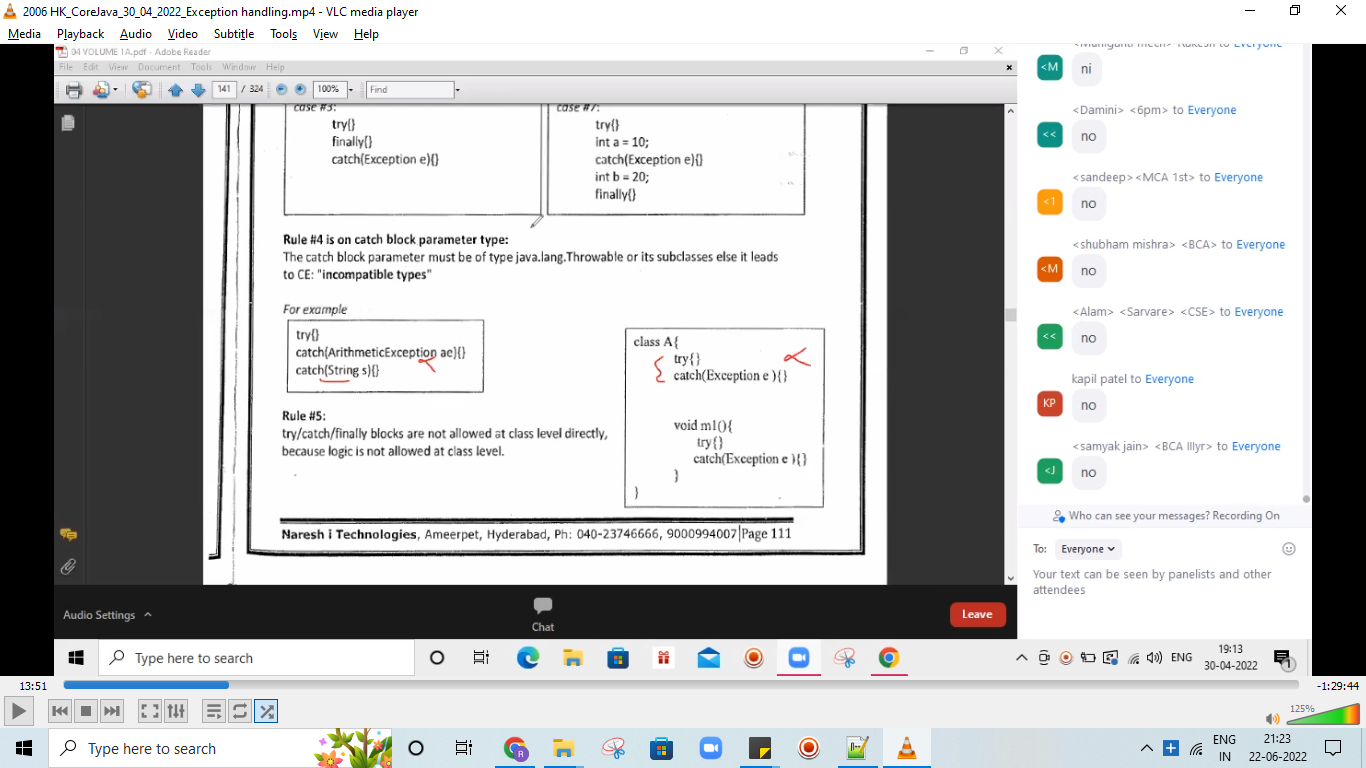 2006 HK_CoreJava_30_04_2022_Exception handling.mp4 - VLC media player
Media Playback Audio Video Subtitle Tools View Help
04 VOLUME 1A.pdf - Adobe Reader
File Edit View Document Tools Window Help
141 / 324 100% Find
case #3:
try{}
finally{}
catch(Exception e){}
case #7:
try{}
int a = 10;
catch(Exception e){}
int b = 20;
finally{}
Rule #4 is on catch block parameter type:
The catch block parameter must be of type java.lang.Throwable or its subclasses else it leads
to CE: "incompatible types"
For example
try{}
catch(ArithmeticException ae){}
catch(String s){}
class A{
try{}
catch(Exception e ){}
void m1(){
try{}
catch(Exception e ){}
}
}
Rule #5:
try/catch/finally blocks are not allowed at class level directly,
because logic is not allowed at class level.
Naresh i Technologies, Ameerpet, Hyderabad, Ph: 040-23746666, 9000994007|Page 111
to Everyone
<M
ni
<Damini> <6pm> to Everyone
<<
no
<sandeep><MCA 1st> to Everyone
<1
no
<shubham mishra> <BCA> to Everyone
<M
no
<Alam> <Sarvare> <CSE> to Everyone
<<
no
kapil patel to Everyone
KP
no
<samyak jain> <BCA IIIyr> to Everyone
<J
no
Who can see your messages? Recording On
To: Everyone
Your text can be seen by panelists and other
attendees
Audio Settings
Chat
Leave
Type here to search
ENG
19:13
30-04-2022
1
13:51
-1:29:44
125%
Type here to search
R
ENG
IN
21:23
22-06-2022